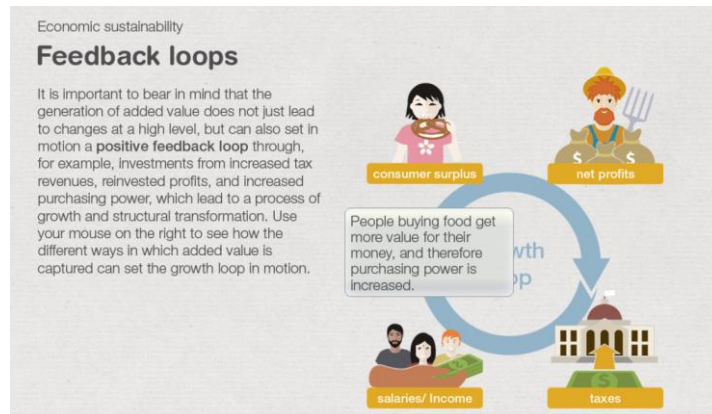 Economic sustainability
Feedback loops
It is important to bear in mind that the
generation of added value does not just lead
to changes at a high level, but can also set in
motion a positive feedback loop through,
for example, investments from increased tax
revenues, reinvested profits, and increased
purchasing power, which lead to a process of
growth and structural transformation. Use
your mouse on the right to see how the
different ways in which added value is
captured can set the growth loop in motion.
consumer surplus
$ $
net profits
People buying food get
more value for their
money, and therefore
purchasing power is
increased.
wth
op
salaries/ Income
$
taxes